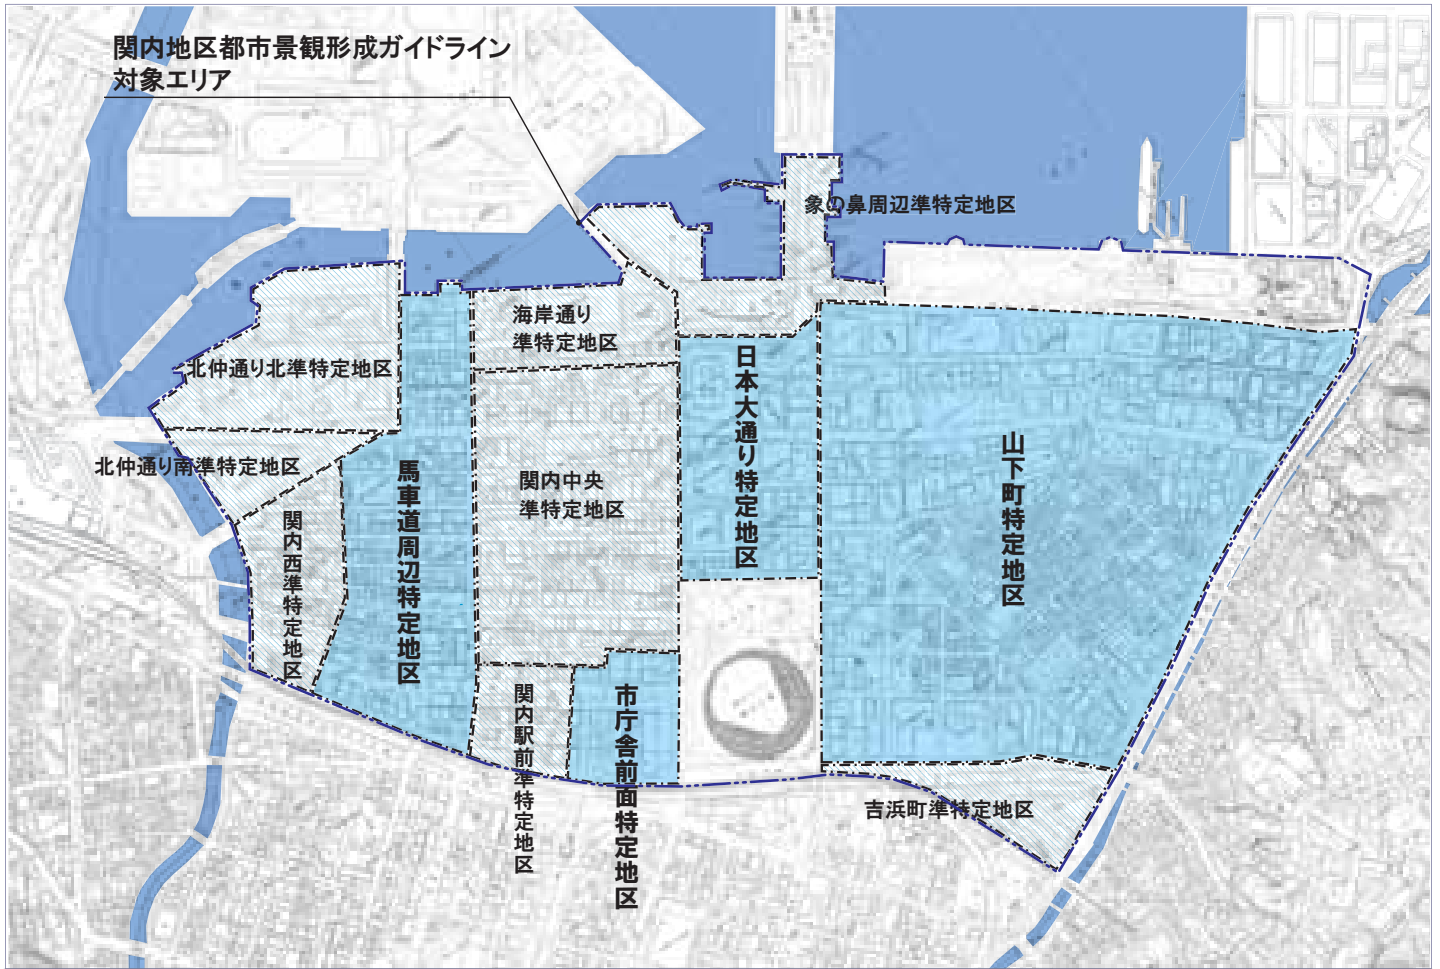 関内地区都市景観形成ガイドライン
対象エリア
象の鼻周辺準特定地区
海岸通り
準特定地区
北仲通り北準特定地区
日本大通り特定地区
山下町特定地区
北仲通り南準特定地区
馬車道周辺特定地区
関内中央
準特定地区
関内西準特定地区
関内駅前準特定地区
市庁舎前面特定地区
吉浜町準特定地区